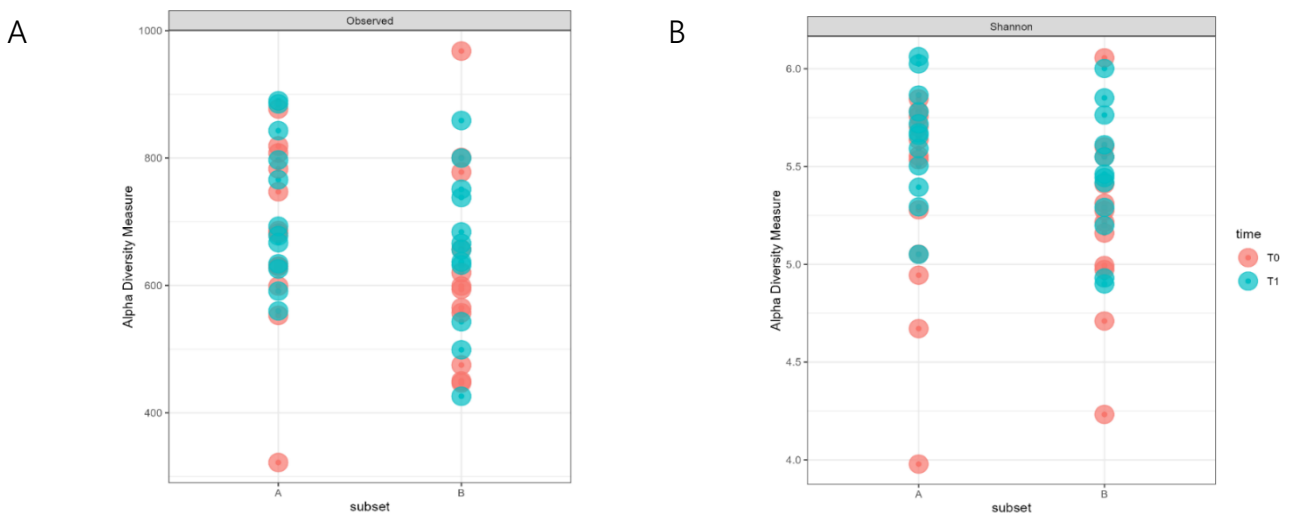 A
Observed
Alpha Diversity Measure
1000
800
600
400
A
B
subset
B
Shannon
Alpha Diversity Measure
6.0
5.5
5.0
4.5
4.0
A
B
subset
time
T0
T1